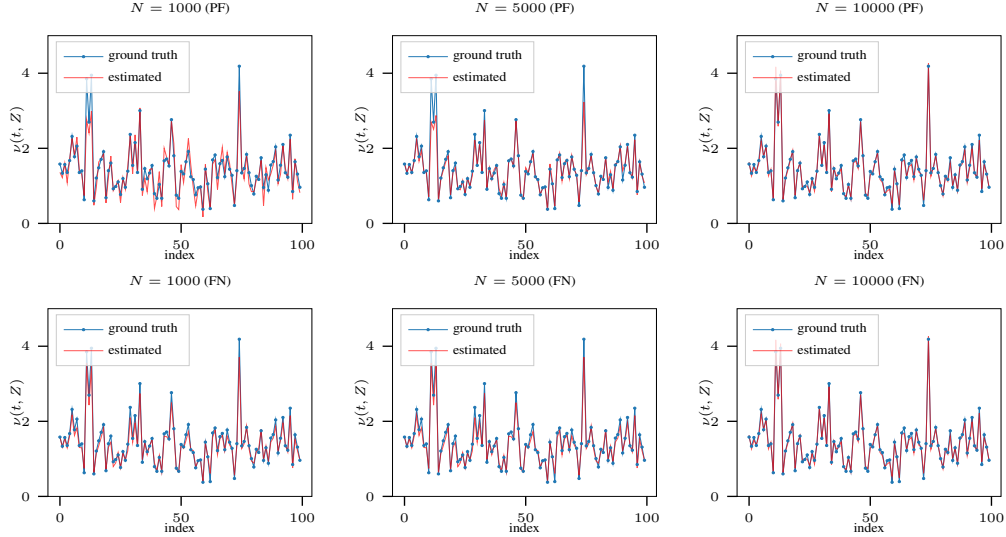 N = 1000 (PF)
N = 5000 (PF)
N = 10000 (PF)
ν(t, Z)
4
2
0
ground truth
estimated
0
50
100
index
ν(t, Z)
4
2
0
ground truth
estimated
0
50
100
index
ν(t, Z)
4
2
0
ground truth
estimated
0
50
100
index
N = 1000 (FN)
N = 5000 (FN)
N = 10000 (FN)
ν(t, Z)
4
2
0
ground truth
estimated
0
50
100
index
ν(t, Z)
4
2
0
ground truth
estimated
0
50
100
index
ν(t, Z)
4
2
0
ground truth
estimated
0
50
100
index